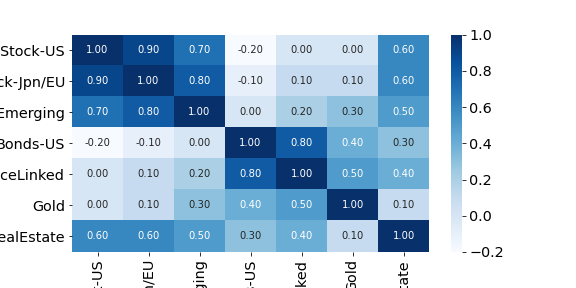 Stock-US 1.00 0.90 0.70 -0.20 0.00 0.00 0.60
ck-Jpn/EU 0.90 1.00 0.80 -0.10 0.10 0.10 0.60
Emerging 0.70 0.80 1.00 0.00 0.20 0.30 0.50
Bonds-US -0.20 -0.10 0.00 1.00 0.80 0.40 0.30
ceLinked 0.00 0.10 0.20 0.80 1.00 0.50 0.40
Gold 0.00 0.10 0.30 0.40 0.50 1.00 0.10
ealEstate 0.60 0.60 0.50 0.30 0.40 0.10 1.00
k-US n/EU ging s-US ked Gold tate
1.0
0.8
0.6
0.4
0.2
0.0
−0.2